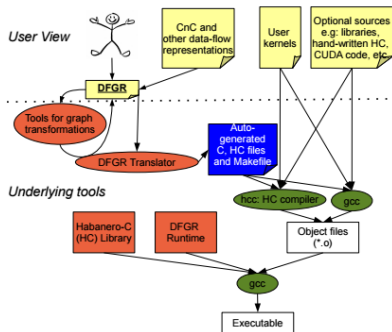 User View
CnC and
other data-flow
representations
User
kernels
Optional sources
e.g: libraries,
hand-written HC,
CUDA code, etc
DFGR
Tools for graph
transformations
DFGR Translator
Auto-
generated
C, HC files
and Makefile
Underlying tools
hcc: HC compiler
gcc
Habanero-C
(HC) Library
DFGR
Runtime
Object files
(*.o)
gcc
Executable